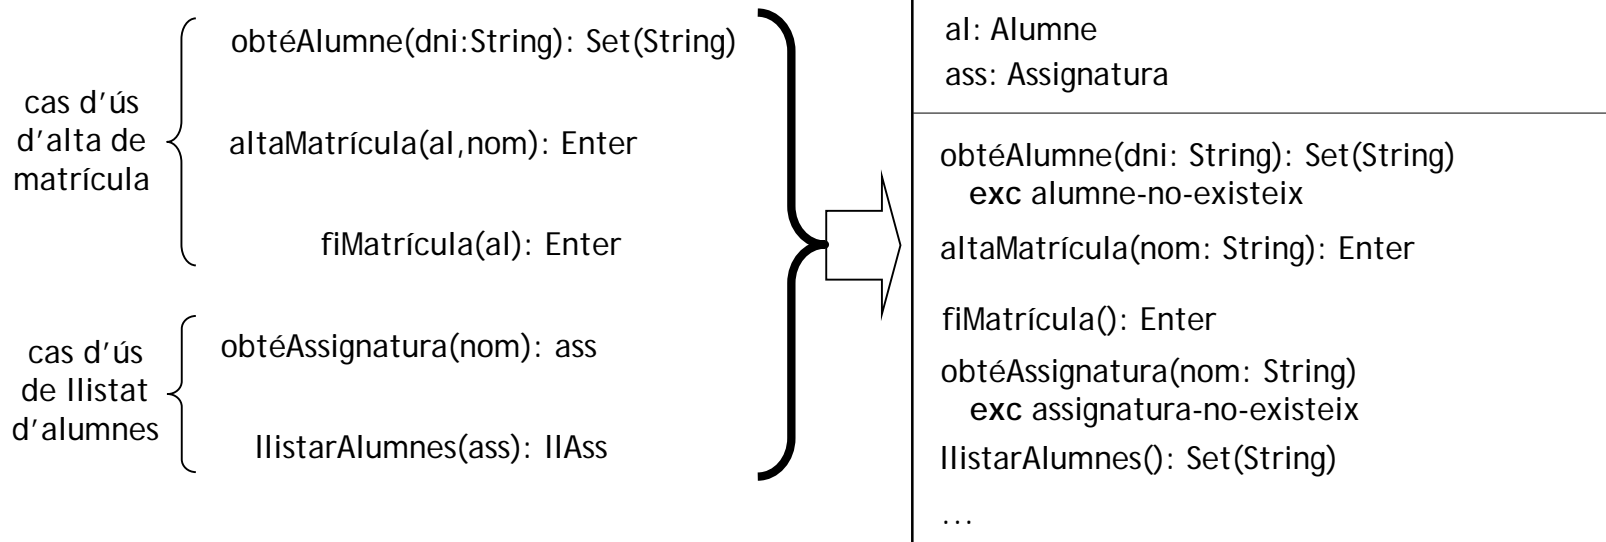 cas d'ús
d'alta de
matrícula
obtéAlumne(dni:String): Set(String)
altaMatrícula(al,nom): Enter
fiMatrícula(al): Enter
cas d'ús
de llistat
d'alumnes
obtéAssignatura(nom): ass
llistarAlumnes(ass): llAss
al: Alumne
ass: Assignatura
obtéAlumne(dni: String): Set(String)
exc alumne-no-existeix
altaMatrícula(nom: String): Enter
fiMatrícula(): Enter
obtéAssignatura(nom: String)
exc assignatura-no-existeix
llistarAlumnes(): Set(String)
...